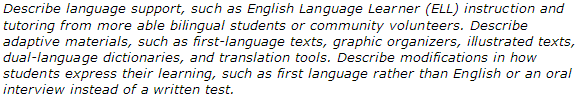 Describe language support, such as English Language Learner (ELL) instruction and
tutoring from more able bilingual students or community volunteers. Describe
adaptive materials, such as first-language texts, graphic organizers, illustrated texts,
dual-language dictionaries, and translation tools. Describe modifications in how
students express their learning, such as first language rather than English or an oral
interview instead of a written test.